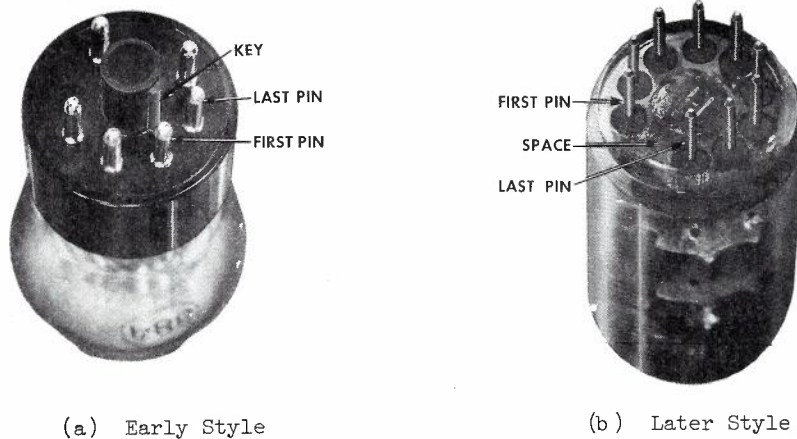 KEY
LAST PIN
FIRST PIN
FIRST PIN
SPACE
LAST PIN
(a) Early Style
(b) Later Style